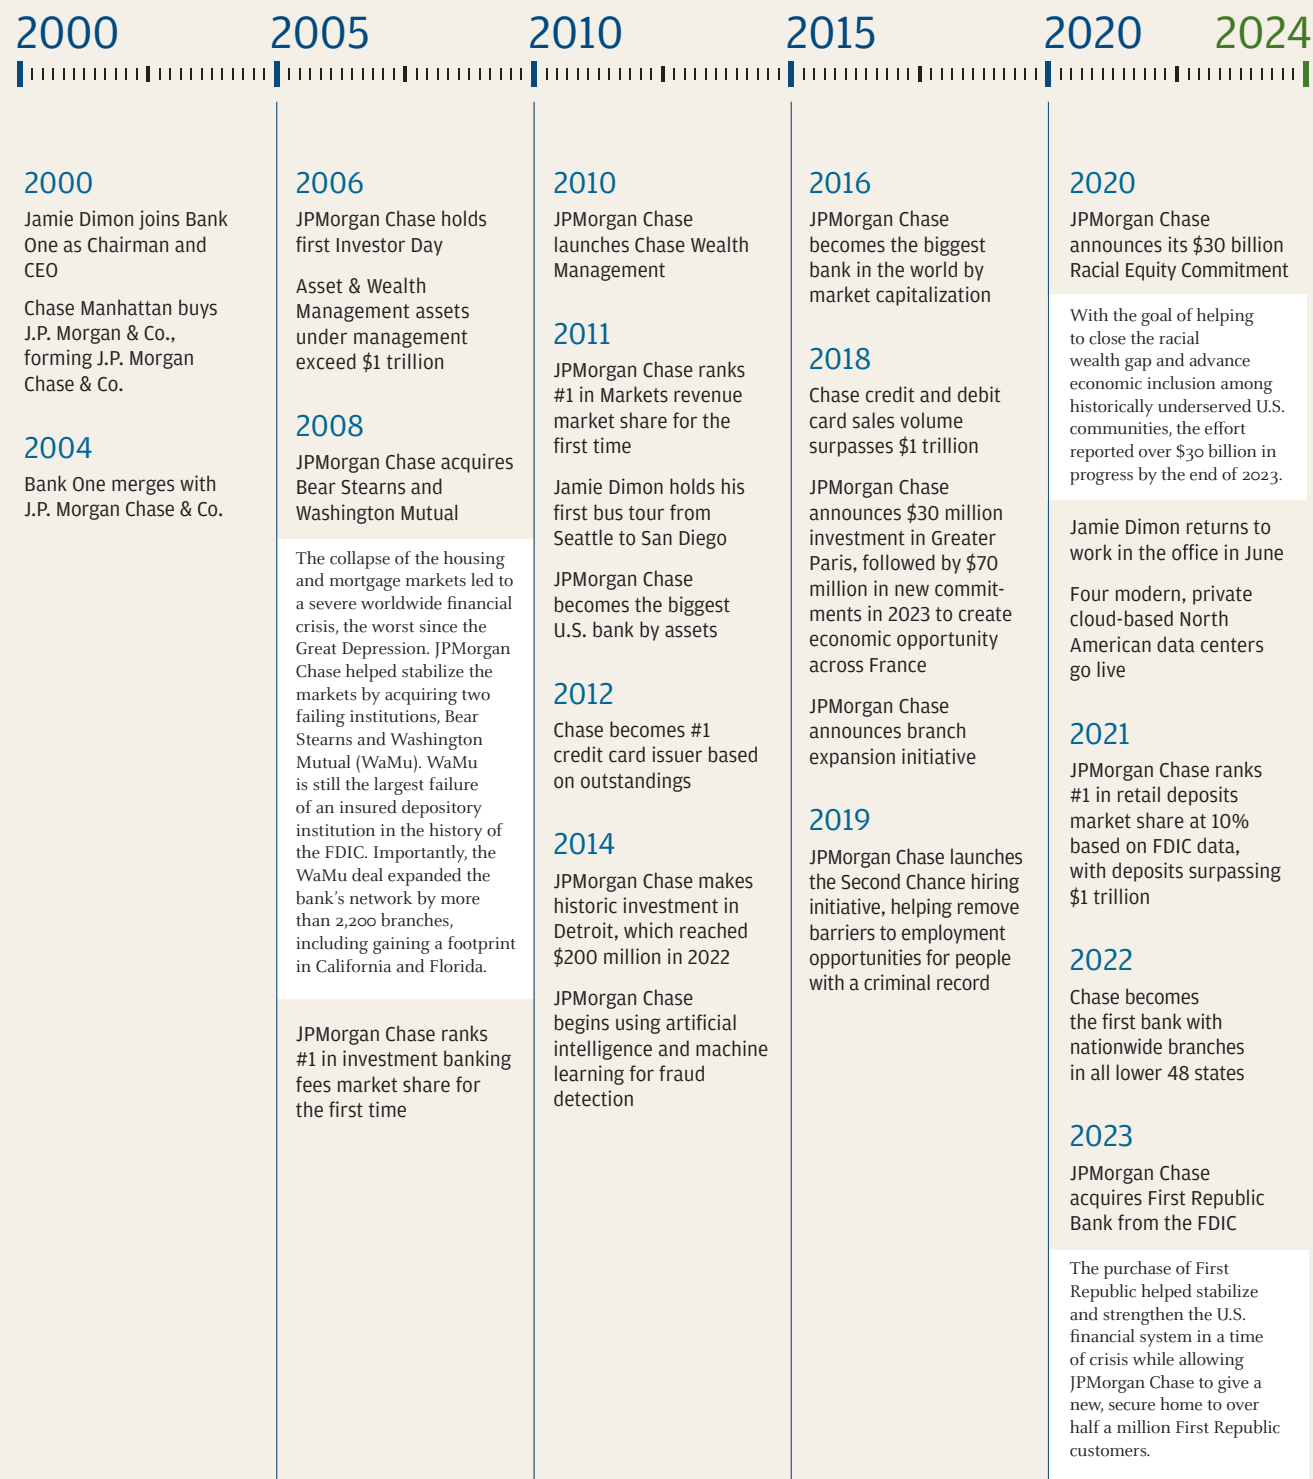 2000
2005
2010
2015
2020
2024
2000
Jamie Dimon joins Bank
One as Chairman and
CEO
Chase Manhattan buys
J.P. Morgan & Co.,
forming J.P. Morgan
Chase & Co.
2004
Bank One merges with
J.P. Morgan Chase & Co.
2006
JPMorgan Chase holds
first Investor Day
Asset & Wealth
Management assets
under management
exceed $1 trillion
2008
JPMorgan Chase acquires
Bear Stearns and
Washington Mutual
The collapse of the housing
and mortgage markets led to
a severe worldwide financial
crisis, the worst since the
Great Depression. JPMorgan
Chase helped stabilize the
markets by acquiring two
failing institutions, Bear
Stearns and Washington
Mutual (WaMu). WaMu
is still the largest failure
of an insured depository
institution in the history of
the FDIC. Importantly, the
WaMu deal expanded the
bank's network by more
than 2,200 branches,
including gaining a footprint
in California and Florida.
JPMorgan Chase ranks
#1 in investment banking
fees market share for
the first time
2010
JPMorgan Chase
launches Chase Wealth
Management
2011
JPMorgan Chase ranks
#1 in Markets revenue
market share for the
first time
Jamie Dimon holds his
first bus tour from
Seattle to San Diego
JPMorgan Chase
becomes the biggest
U.S. bank by assets
2012
Chase becomes #1
credit card issuer based
on outstandings
2014
JPMorgan Chase makes
historic investment in
Detroit, which reached
$200 million in 2022
JPMorgan Chase
begins using artificial
intelligence and machine
learning for fraud
detection
2016
JPMorgan Chase
becomes the biggest
bank in the world by
market capitalization
2018
Chase credit and debit
card sales volume
surpasses $1 trillion
JPMorgan Chase
announces $30 million
investment in Greater
Paris, followed by $70
million in new commit-
ments in 2023 to create
economic opportunity
across France
JPMorgan Chase
announces branch
expansion initiative
2019
JPMorgan Chase launches
the Second Chance hiring
initiative, helping remove
barriers to employment
opportunities for people
with a criminal record
2020
JPMorgan Chase
announces its $30 billion
Racial Equity Commitment
With the goal of helping
to close the racial
wealth gap and advance
economic inclusion among
historically underserved U.S.
communities, the effort
reported over $30 billion in
progress by the end of 2023.
Jamie Dimon returns to
work in the office in June
Four modern, private
cloud-based North
American data centers
go live
2021
JPMorgan Chase ranks
#1 in retail deposits
market share at 10%
based on FDIC data,
with deposits surpassing
$1 trillion
2022
Chase becomes
the first bank with
nationwide branches
in all lower 48 states
2023
JPMorgan Chase
acquires First Republic
Bank from the FDIC
The purchase of First
Republic helped stabilize
and strengthen the U.S.
financial system in a time
of crisis while allowing
JPMorgan Chase to give a
new, secure home to over
half a million First Republic
customers.